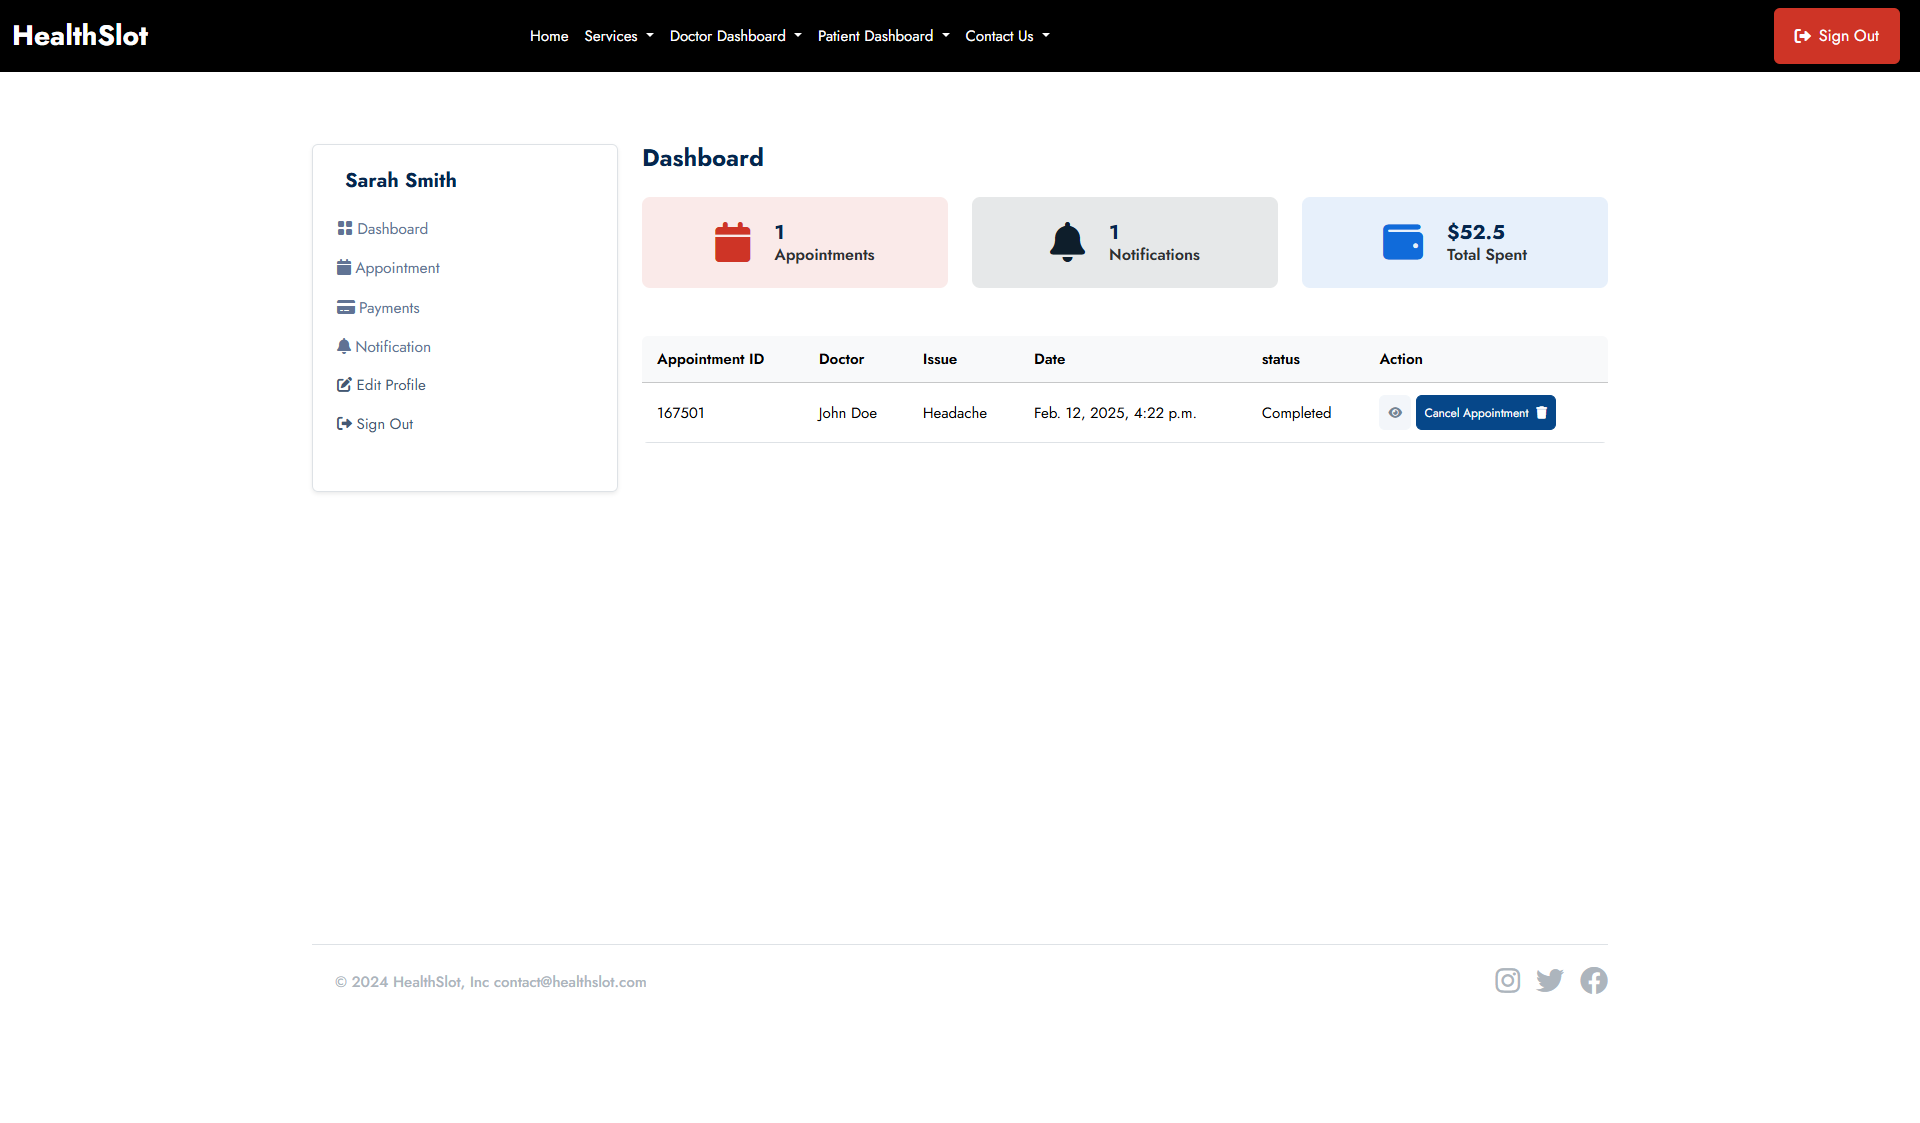 HealthSlot
Home Services Doctor Dashboard Patient Dashboard Contact Us
Sign Out
Sarah Smith
Dashboard
Appointment
Payments
Notification
Edit Profile
Sign Out
Dashboard
1
Appointments
1
Notifications
$52.5
Total Spent
Appointment ID Doctor Issue Date status Action
167501 John Doe Headache Feb. 12, 2025, 4:22 p.m. Completed Cancel Appointment
© 2024 HealthSlot, Inc contact@healthslot.com